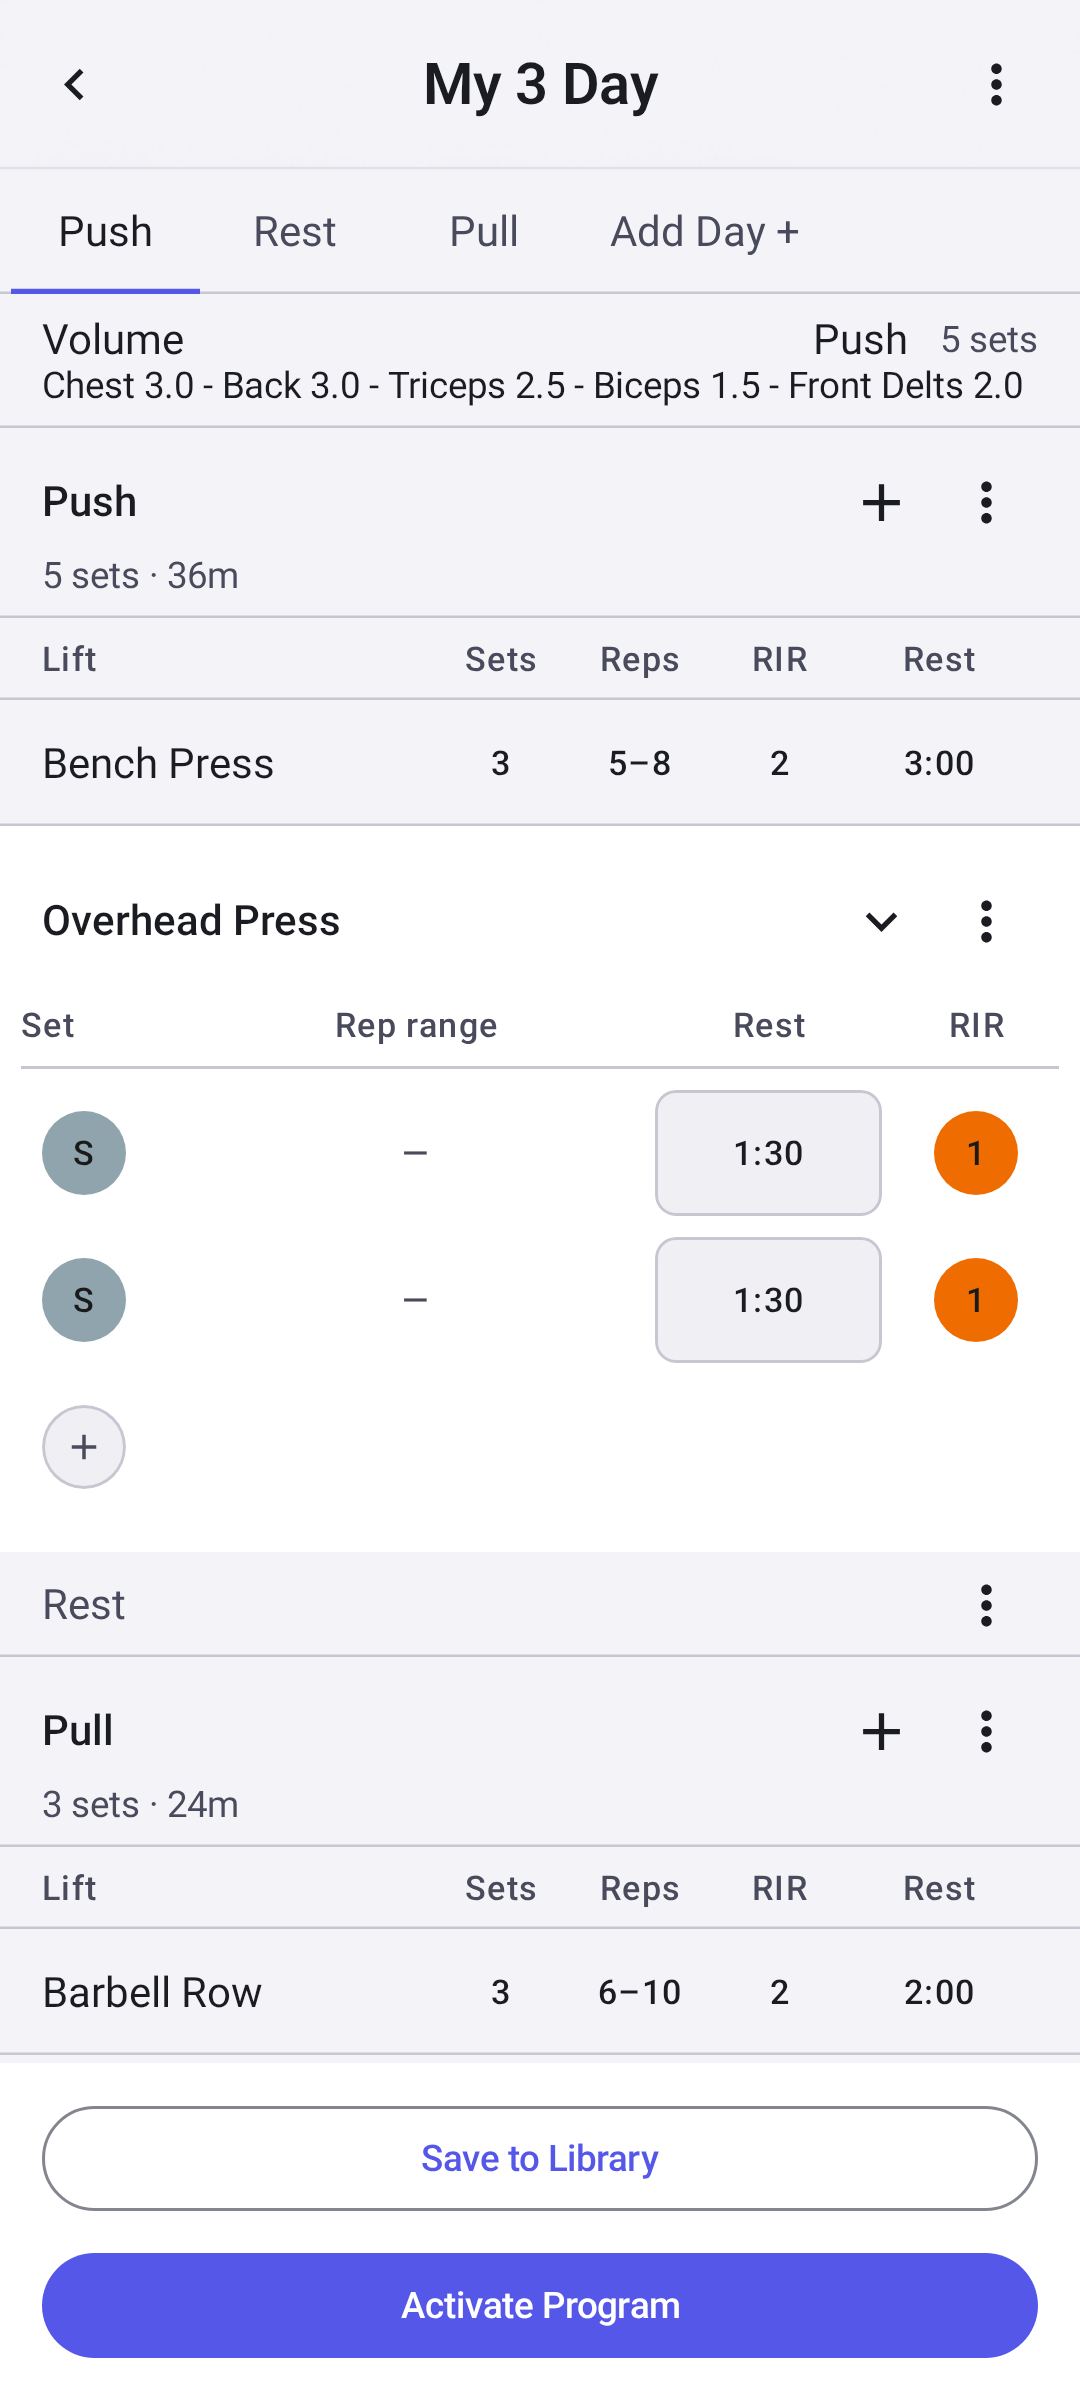 My 3 Day
Push Rest Pull Add Day +
Volume Push 5 sets
Chest 3.0 - Back 3.0 - Triceps 2.5 - Biceps 1.5 - Front Delts 2.0
Push
5 sets · 36m
Lift Sets Reps RIR Rest
Bench Press 3 5–8 2 3:00
Overhead Press
Set Rep range Rest RIR
S – 1:30 1
S – 1:30 1
+
Rest
Pull
3 sets · 24m
Lift Sets Reps RIR Rest
Barbell Row 3 6–10 2 2:00
Save to Library
Activate Program